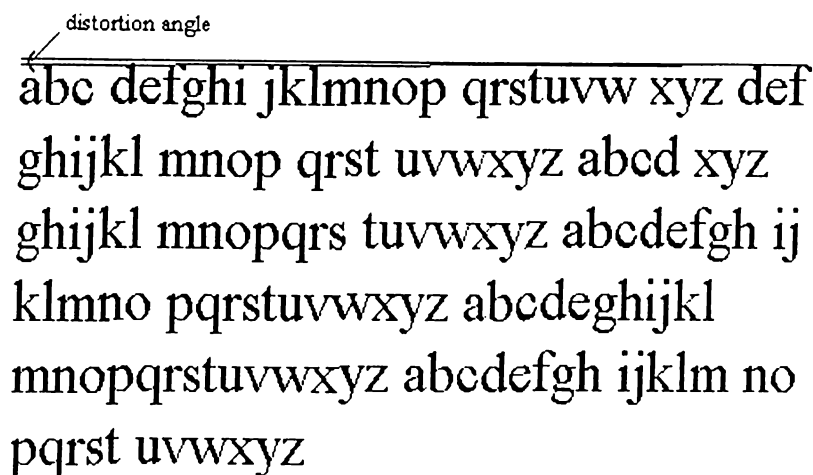 distortion angle
abc defghi jklmnop qrstuvw xyz def
ghijkl mnop qrst uvwxyz abcd xyz
ghijkl mnopqrs tuvwxyz abcdefgh ij
klmno pqrstuvwxyz abcdeghijkl
mnopqrstuvwxyz abcdefgh ijklm no
pqrst uvwxyz